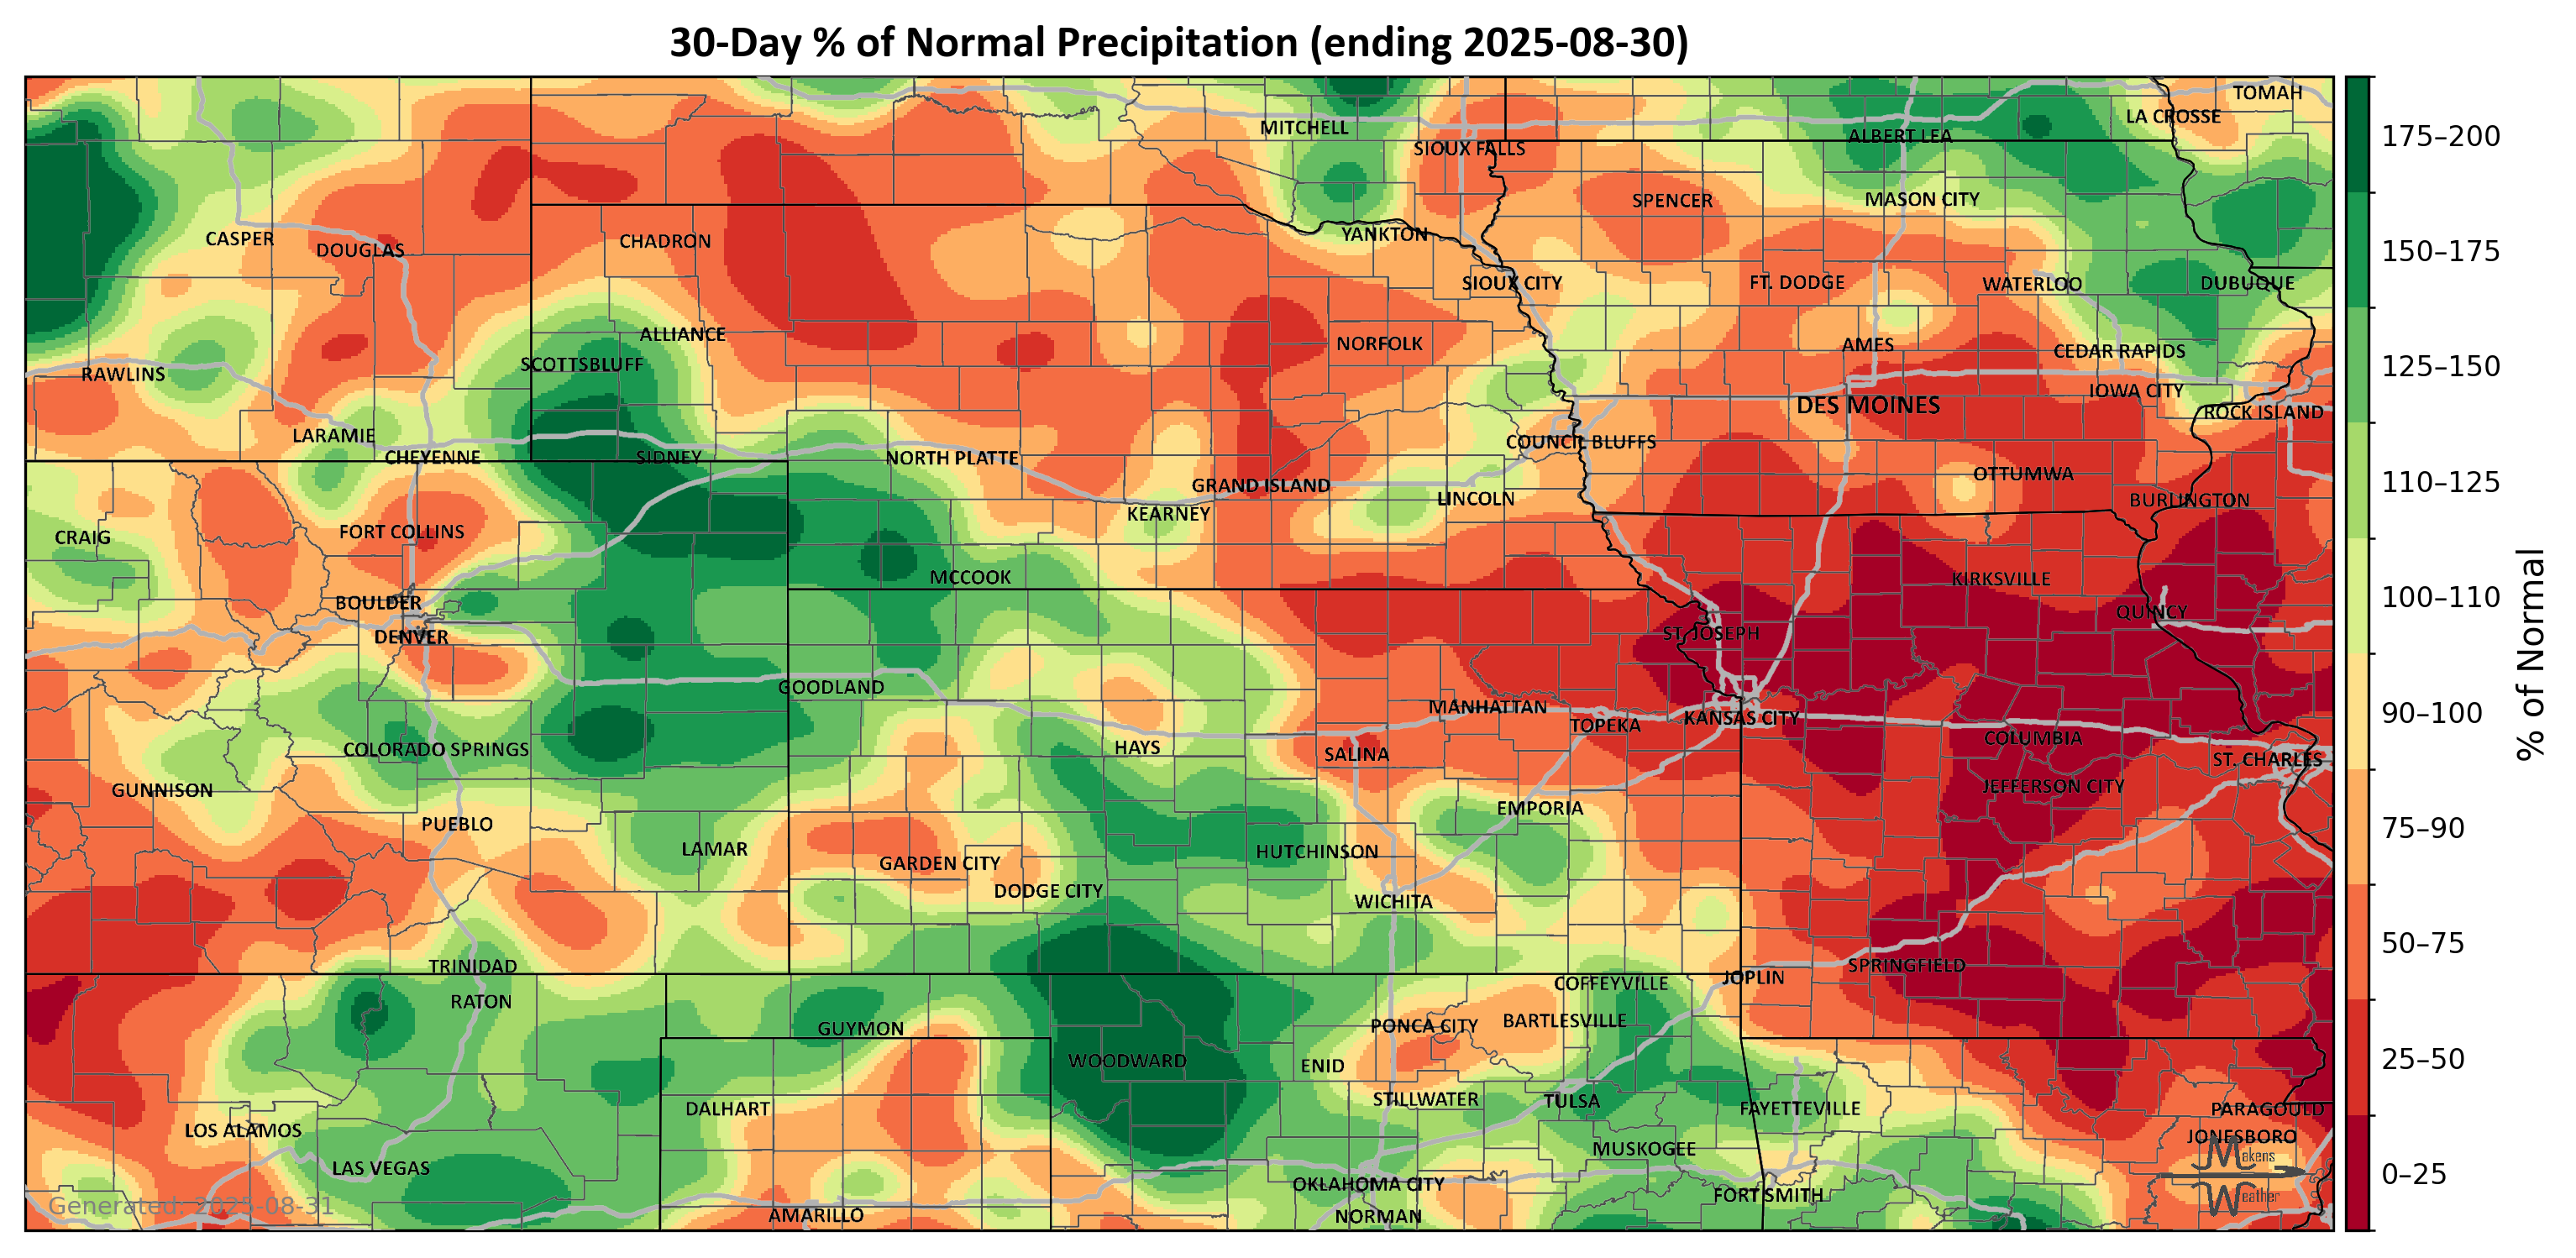 30-Day % of Normal Precipitation (ending 2025-08-30)
TOMAH
LA CROSSE
MITCHELL
ALBERT LEA
SIOUX FALLS
SPENCER
MASON CITY
YANKTON
CASPER
DOUGLAS
CHADRON
SIOUX CITY
FT. DODGE
WATERLOO
DUBUQUE
ALLIANCE
NORFOLK
AMES
CEDAR RAPIDS
SCOTTSBLUFF
RAWLINS
IOWA CITY
DES MOINES
ROCK ISLAND
LARAMIE
COUNCIL BLUFFS
CHEYENNE
SIDNEY
NORTH PLATTE
OTTUMWA
GRAND ISLAND
LINCOLN
BURLINGTON
KEARNEY
FORT COLLINS
CRAIG
MCCOOK
KIRKSVILLE
BOULDER
QUINCY
DENVER
ST. JOSEPH
GOODLAND
MANHATTAN
TOPEKA
KANSAS CITY
COLORADO SPRINGS
HAYS
SALINA
COLUMBIA
ST. CHARLES
GUNNISON
JEFFERSON CITY
EMPORIA
PUEBLO
LAMAR
HUTCHINSON
GARDEN CITY
DODGE CITY
WICHITA
TRINIDAD
SPRINGFIELD
JOPLIN
COFFEYVILLE
RATON
GUYMON
PONCA CITY
BARTLESVILLE
WOODWARD
ENID
STILLWATER
TULSA
DALHART
FAYETTEVILLE
PARAGOULD
LOS ALAMOS
JONESBORO
MUSKOGEE
LAS VEGAS
OKLAHOMA CITY
FORT SMITH
AMARILLO
NORMAN
Generated: 2025-08-31
Makens
Weather
175–200
150–175
125–150
110–125
100–110
90–100
75–90
50–75
25–50
0–25
% of Normal